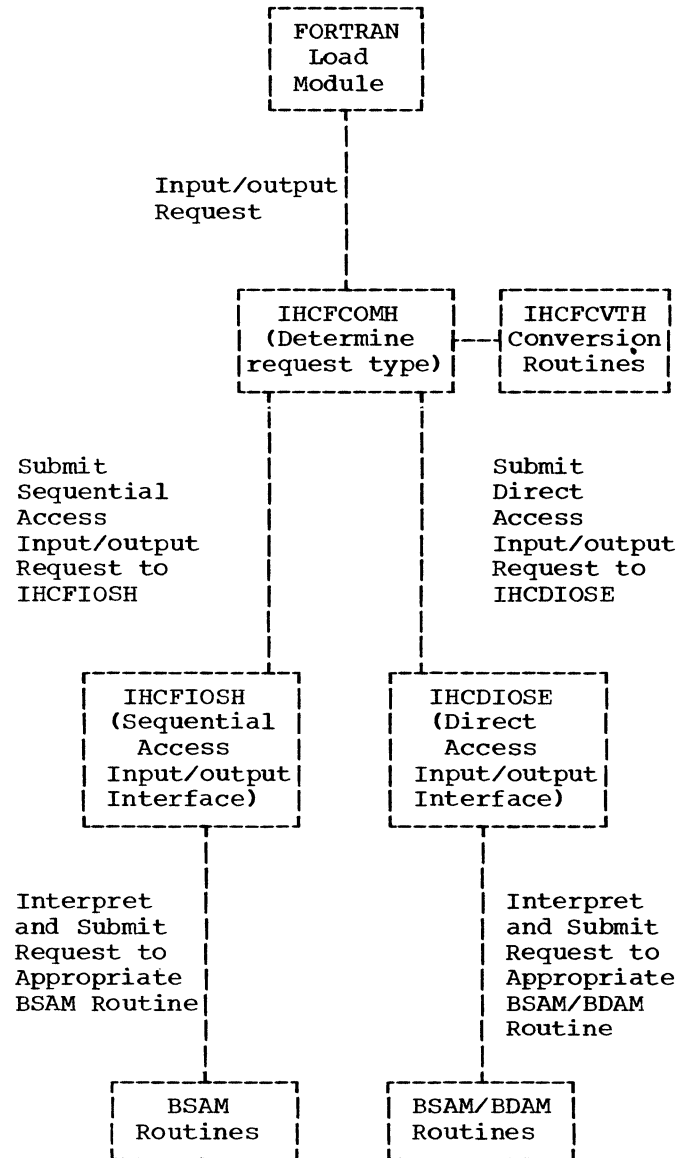 FORTRAN
Load
Module
Input/output
Request
IHCFCOMH
(Determine
request type)
IHCFCVTH
Conversion
Routines
Submit
Sequential
Access
Input/output
Request to
IHCFIOSH
Submit
Direct
Access
Input/output
Request to
IHCDIOSE
IHCFIOSH
(Sequential
Access
Input/output
Interface)
IHCDIOSE
(Direct
Access
Input/output
Interface)
Interpret
and Submit
Request to
Appropriate
BSAM Routine
Interpret
and Submit
Request to
Appropriate
BSAM/BDAM
Routine
BSAM
Routines
BSAM/BDAM
Routines